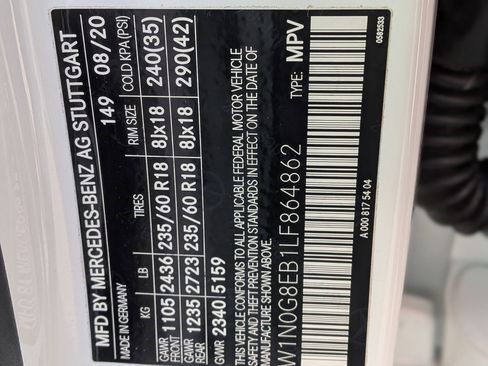 MFD BY MERCEDES-BENZ AG STUTTGART
MADE IN GERMANY 149 08/20
KG LB TIRES RIM SIZE COLD KPA(PSI)
GAWR FRONT 1105 2436 235/60 R18 8Jx18 240(35)
GAWR REAR 1235 2723 235/60 R18 8Jx18 290(42)
GVWR 2340 5159
THIS VEHICLE CONFORMS TO ALL APPLICABLE FEDERAL MOTOR VEHICLE
SAFETY AND THEFT PREVENTION STANDARDS IN EFFECT ON THE DATE OF
MANUFACTURE SHOWN ABOVE.
W1N0G8EB1LF864862 TYPE: MPV
A 000 817 54 04 0582533